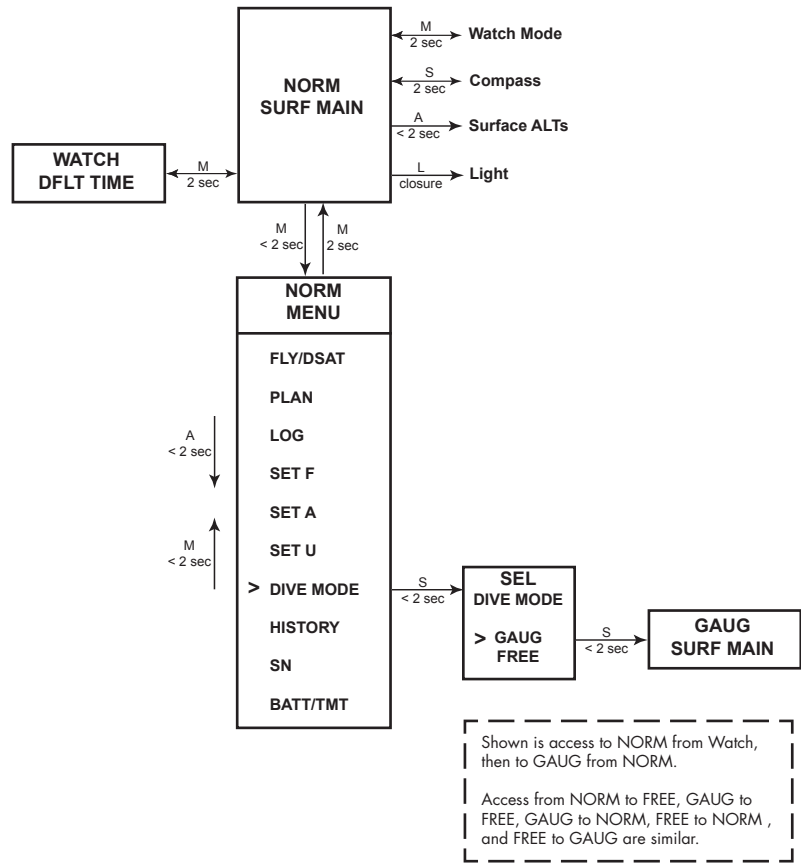 NORM
SURF MAIN
M
2 sec
Watch Mode
S
2 sec
Compass
A
< 2 sec
Surface ALTs
L
closure
Light
WATCH
DFLT TIME
M
2 sec
M
< 2 sec
M
2 sec
NORM
MENU
FLY/DSAT
PLAN
LOG
SET F
SET A
SET U
> DIVE MODE
HISTORY
SN
BATT/TMT
A
< 2 sec
M
< 2 sec
S
< 2 sec
SEL
DIVE MODE
> GAUG
FREE
S
< 2 sec
GAUG
SURF MAIN
Shown is access to NORM from Watch,
then to GAUG from NORM.
Access from NORM to FREE, GAUG to
FREE, GAUG to NORM, FREE to NORM ,
and FREE to GAUG are similar.